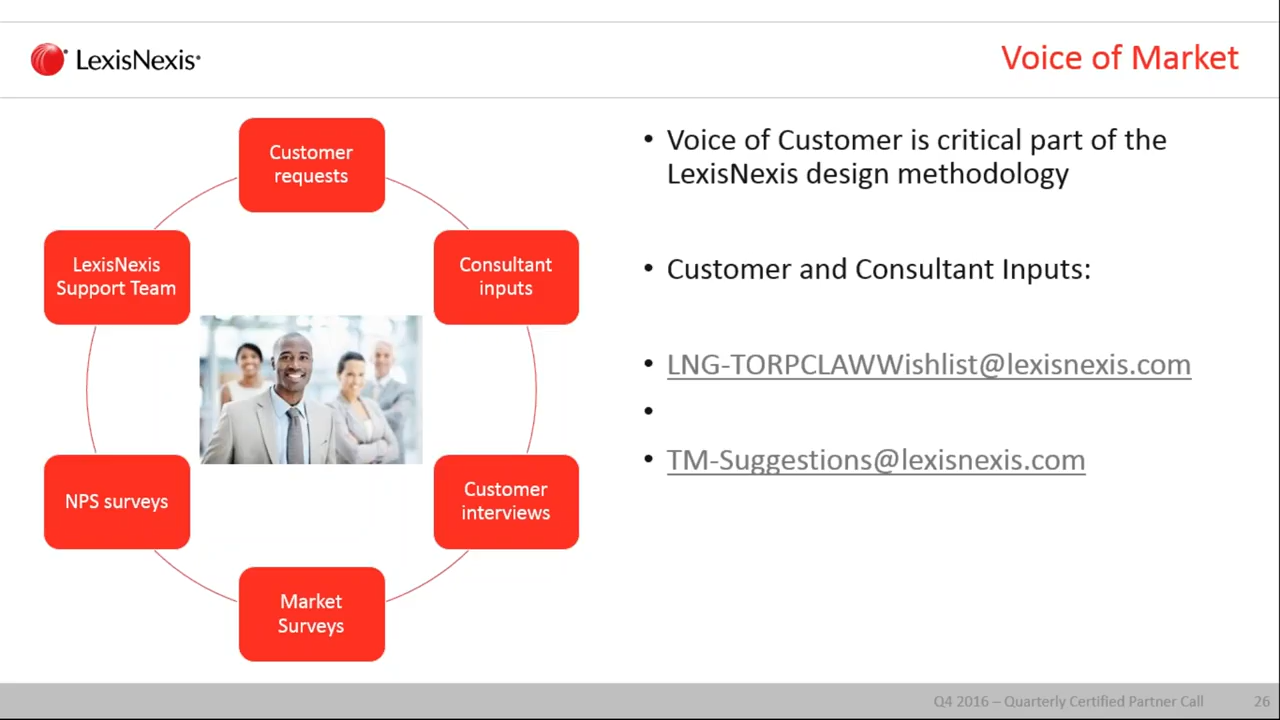 LexisNexis
Voice of Market
Customer
requests
Consultant
inputs
Customer
interviews
Market
Surveys
NPS surveys
LexisNexis
Support Team
• Voice of Customer is critical part of the
LexisNexis design methodology
• Customer and Consultant Inputs:
• LNG-TORPCLAWWishlist@lexisnexis.com
•
• TM-Suggestions@lexisnexis.com
Q4 2016 – Quarterly Certified Partner Call
26